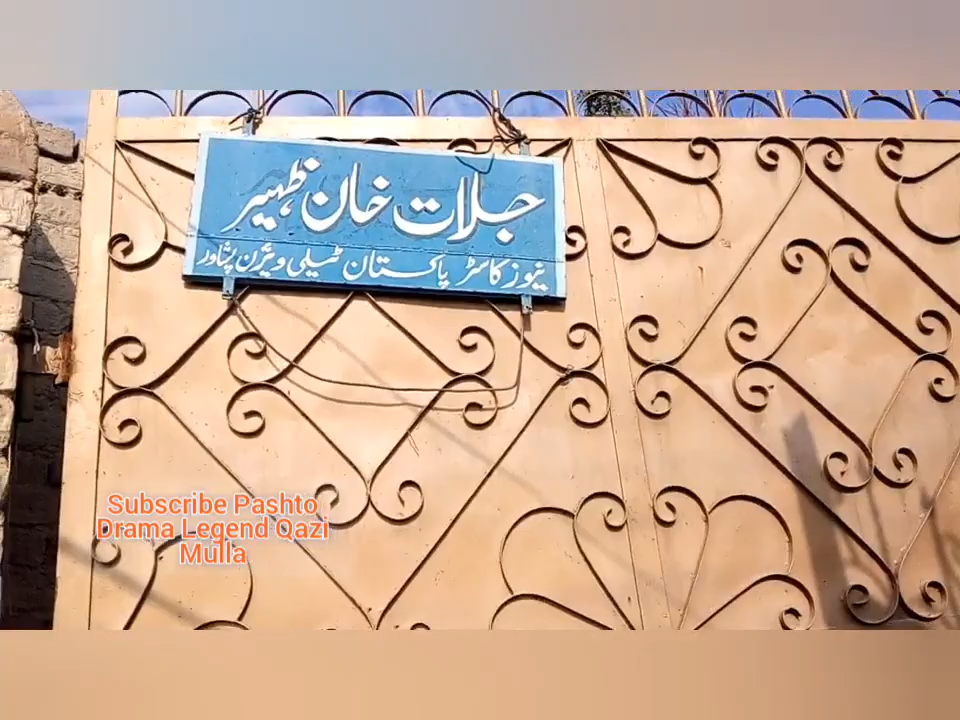 جلات خان ظہیر
نیوز کاسٹر پاکستان ٹیلی ویژن پشاور
Subscribe Pashto
Drama Legend Qazi
Mulla